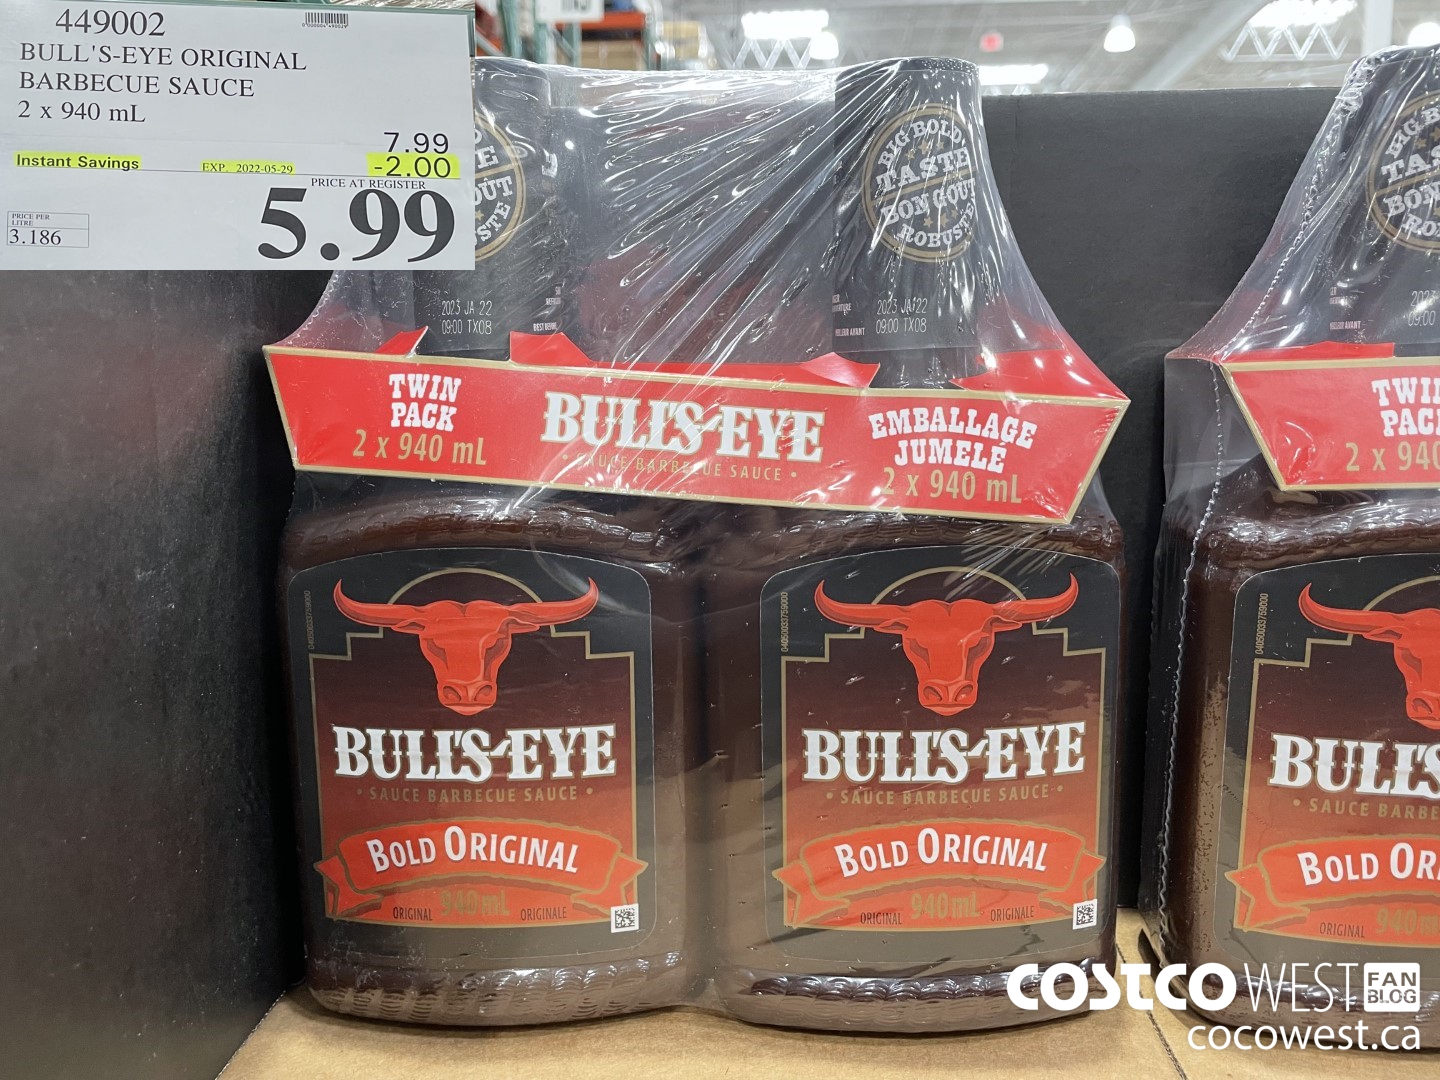 449002
BULL'S-EYE ORIGINAL
BARBECUE SAUCE
2 x 940 mL
7.99
Instant Savings EXP. 2022-05-29 -2.00
PRICE AT REGISTER
5.99
PRICE PER
LITRE
3.186
BIG BOLD
TASTE
BON GOÛT
ROBUSTE
2023 JA 22
09:00 TX08
2023 JA 22
09:00 TX08
TWIN
PACK
2 x 940 mL
BULL'S-EYE
• SAUCE BARBECUE SAUCE •
EMBALLAGE
JUMELÉ
2 x 940 mL
BULL'S-EYE
• SAUCE BARBECUE SAUCE •
BOLD ORIGINAL
940 mL
ORIGINAL ORIGINALE
BULL'S-EYE
• SAUCE BARBECUE SAUCE •
BOLD ORIGINAL
940 mL
ORIGINAL ORIGINALE
PACK
BULL'S
• SAUCE BARBE
BOLD ORI
ORIGINAL
COSTCO WEST FAN
BLOG
cocowest.ca